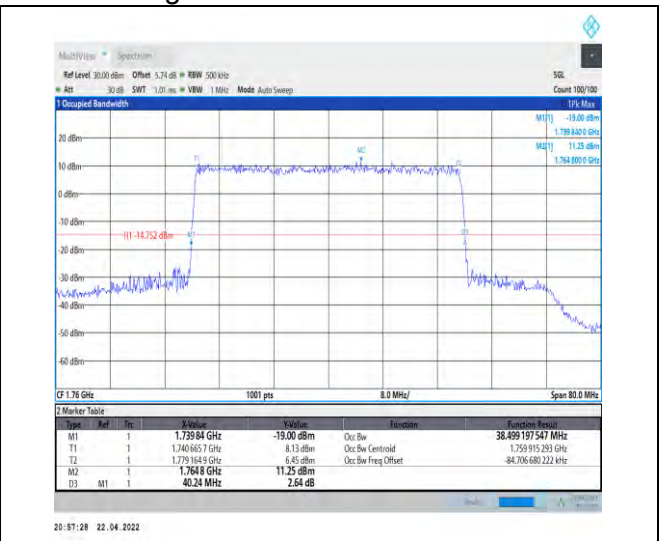 MultiView Spectrum
Ref Level 30.00 dBm Offset 5.74 dB RBW 500 kHz SGL
Att 30 dB SWT 1.01 ms VBW 1 MHz Mode Auto Sweep Count 100/100
1 Occupied Bandwidth 1Pk Max
M1[1] -19.00 dBm
1.739 840 0 GHz
20 dBm
M2[1] 11.25 dBm
1.764 800 0 GHz
M2
T1
T2
10 dBm
0 dBm
-10 dBm
H1 -14.752 dBm M1 D3
-20 dBm
-30 dBm
-40 dBm
-50 dBm
-60 dBm
CF 1.76 GHz 1001 pts 8.0 MHz/ Span 80.0 MHz
2 Marker Table
Type Ref Trc X-Value Y-Value Function Function Result
M1 1 1.739 84 GHz -19.00 dBm Occ Bw 38.499 197 547 MHz
T1 1 1.740 665 7 GHz 8.13 dBm Occ Bw Centroid 1.759 915 293 GHz
T2 1 1.779 164 9 GHz 6.45 dBm Occ Bw Freq Offset -84.706 680 222 kHz
M2 1 1.764 8 GHz 11.25 dBm
D3 M1 1 40.24 MHz 2.64 dB
20:57:28 22.04.2022